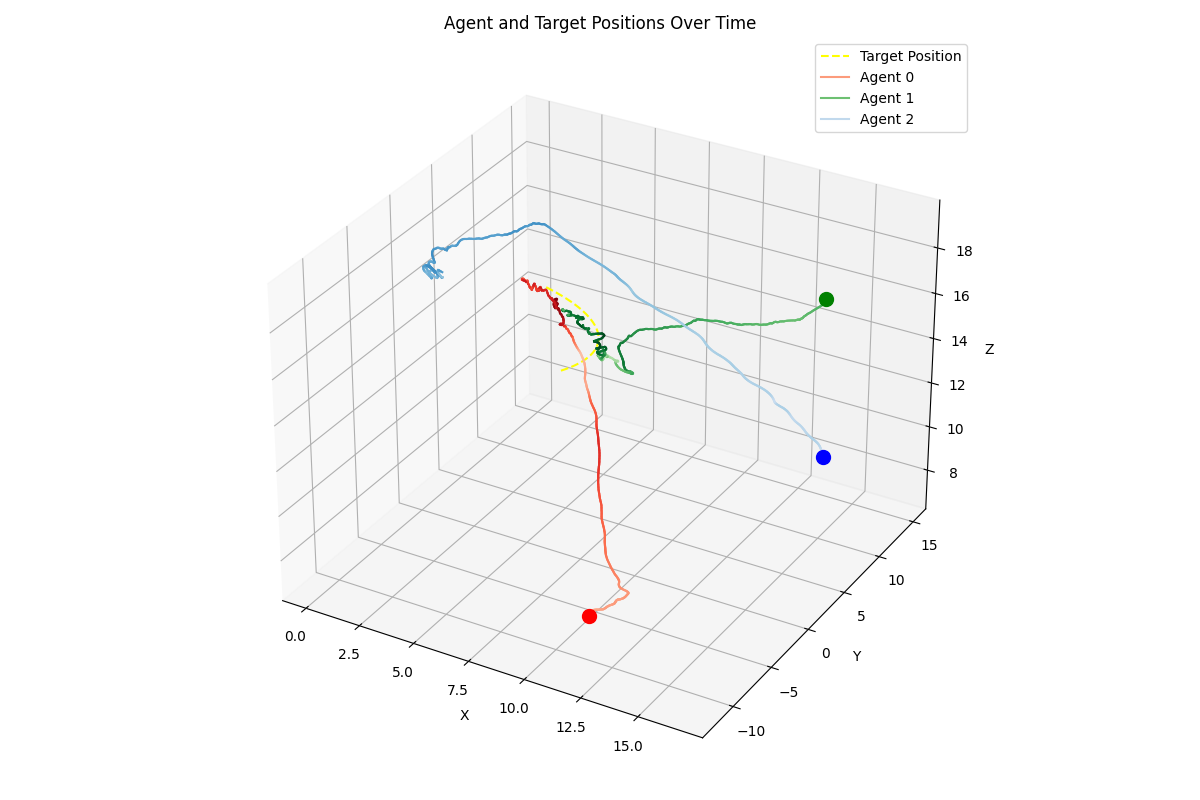 Agent and Target Positions Over Time
Target Position
Agent 0
Agent 1
Agent 2
18
16
14
12
10
8
Z
15
10
5
0
−5
−10
Y
0.0
2.5
5.0
7.5
10.0
12.5
15.0
X